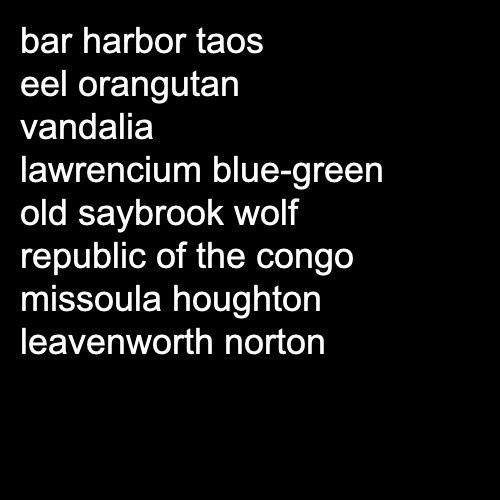 bar harbor taos
eel orangutan
vandalia
lawrencium blue-green
old saybrook wolf
republic of the congo
missoula houghton
leavenworth norton